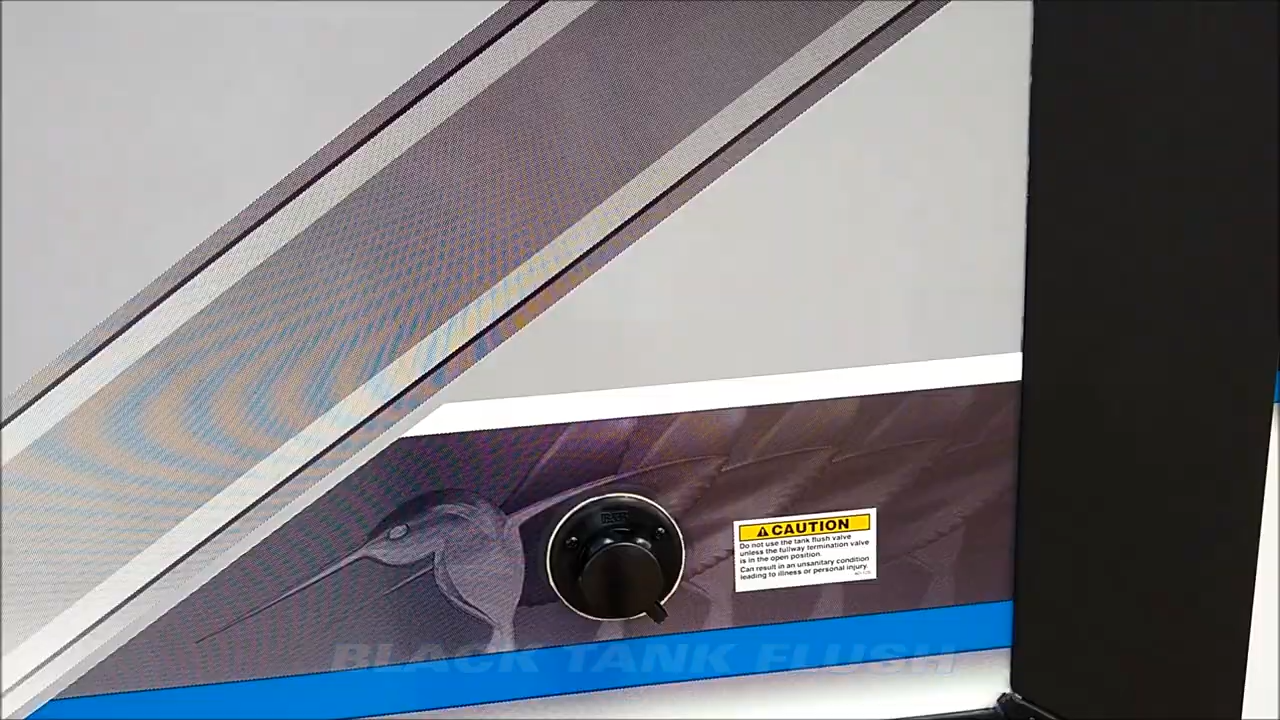 CAUTION
Do not use the tank flush valve
unless the fullway termination valve
is in the open position.
Can result in an unsanitary condition
leading to illness or personal injury.
BLACK TANK FLUSH